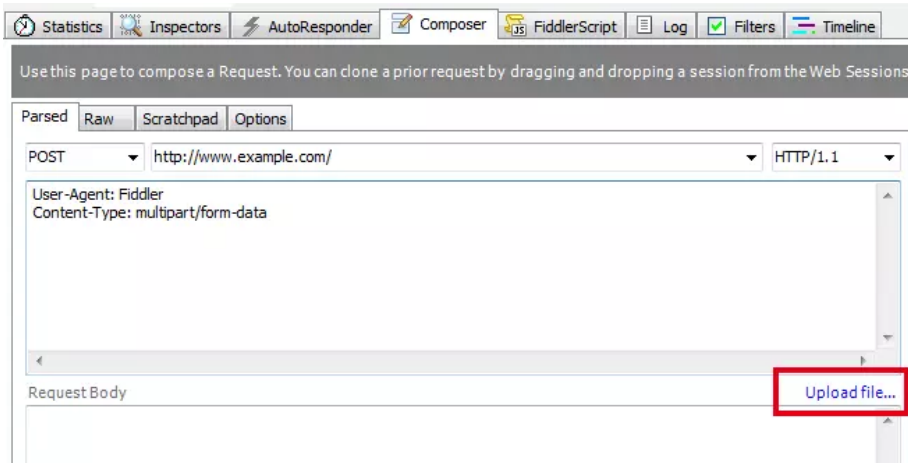 Statistics Inspectors AutoResponder Composer FiddlerScript Log Filters Timeline
Use this page to compose a Request. You can clone a prior request by dragging and dropping a session from the Web Sessions
Parsed Raw Scratchpad Options
POST http://www.example.com/ HTTP/1.1
User-Agent: Fiddler
Content-Type: multipart/form-data
Request Body Upload file...